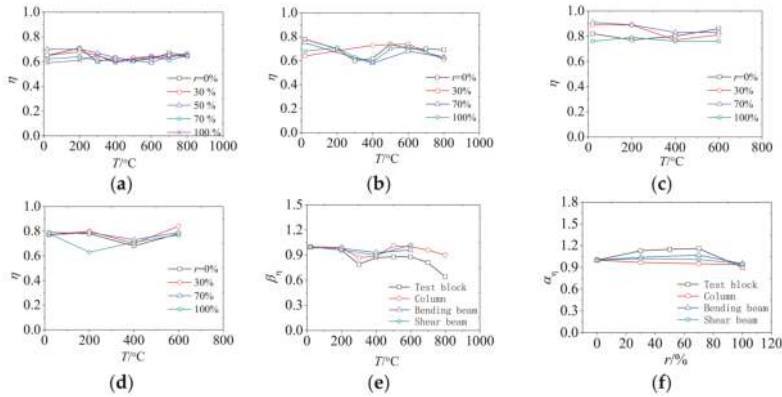 η
1.0
0.8
0.6
0.4
0.2
0.0
r=0%
30 %
50 %
70 %
100 %
0 200 400 600 800 1000
T/°C
(a)
η
1.0
0.8
0.6
0.4
0.2
0.0
r=0%
30%
70%
100%
0 200 400 600 800 1000
T/°C
(b)
η
1.0
0.8
0.6
0.4
0.2
0.0
r=0%
30%
70%
100%
0 200 400 600 800
T/°C
(c)
η
1.0
0.8
0.6
0.4
0.2
0.0
r=0%
30%
70%
100%
0 200 400 600 800
T/°C
(d)
βη
1.5
1.2
0.9
0.6
0.3
0.0
Test block
Column
Bending beam
Shear beam
0 200 400 600 800 1000
T/°C
(e)
αη
1.8
1.5
1.2
0.9
0.6
0.3
0.0
Test block
Column
Bending beam
Shear beam
0 20 40 60 80 100 120
r/%
(f)